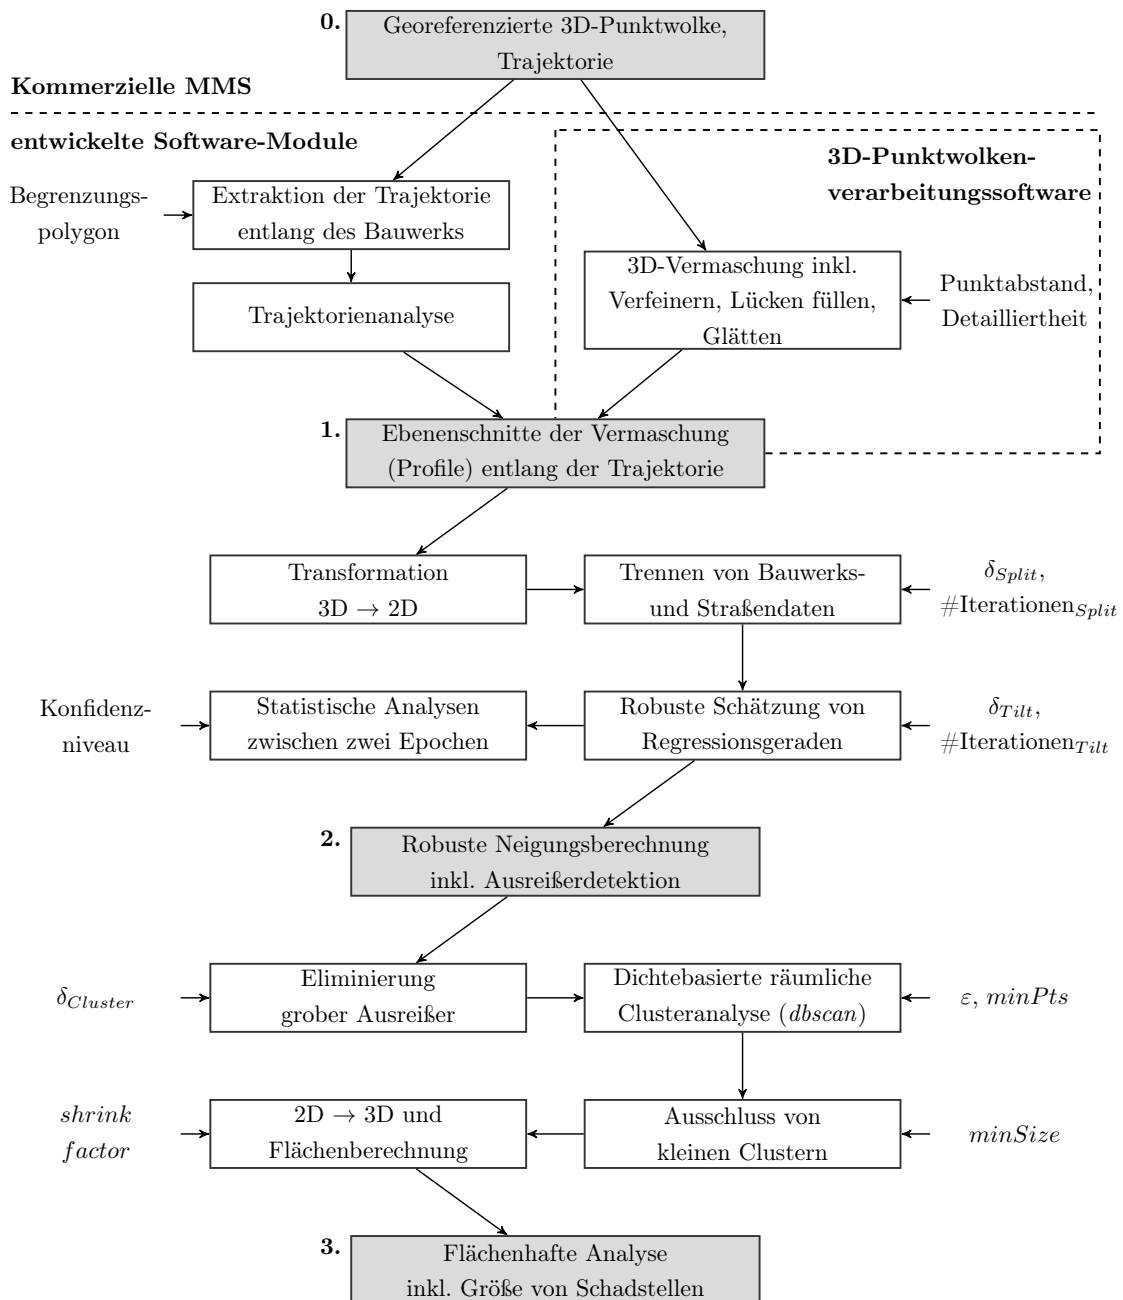 0.
Georeferenzierte 3D-Punktwolke,
Trajektorie
Kommerzielle MMS
entwickelte Software-Module
3D-Punktwolken-
verarbeitungssoftware
Begrenzungs-
polygon
Extraktion der Trajektorie
entlang des Bauwerks
3D-Vermaschung inkl.
Verfeinern, Lücken füllen,
Glätten
Punktabstand,
Detailliertheit
Trajektorienanalyse
1.
Ebenenschnitte der Vermaschung
(Profile) entlang der Trajektorie
Transformation
3D → 2D
Trennen von Bauwerks-
und Straßendaten
δ_Split,
#Iterationen_Split
Konfidenz-
niveau
Statistische Analysen
zwischen zwei Epochen
Robuste Schätzung von
Regressionsgeraden
δ_Tilt,
#Iterationen_Tilt
2.
Robuste Neigungsberechnung
inkl. Ausreißerdetektion
δ_Cluster
Eliminierung
grober Ausreißer
Dichtebasierte räumliche
Clusteranalyse (dbscan)
ε, minPts
shrink
factor
2D → 3D und
Flächenberechnung
Ausschluss von
kleinen Clustern
minSize
3.
Flächenhafte Analyse
inkl. Größe von Schadstellen